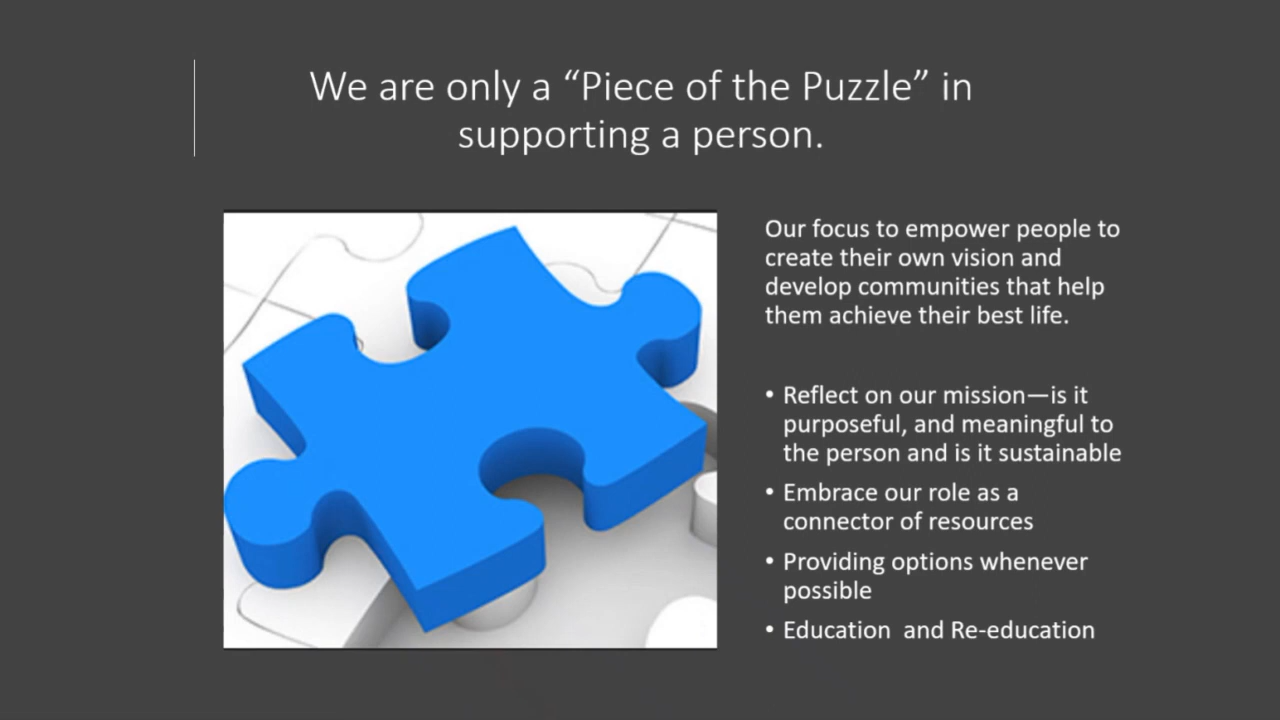 We are only a “Piece of the Puzzle” in
supporting a person.
Our focus to empower people to
create their own vision and
develop communities that help
them achieve their best life.
• Reflect on our mission—is it
purposeful, and meaningful to
the person and is it sustainable
• Embrace our role as a
connector of resources
• Providing options whenever
possible
• Education  and Re-education